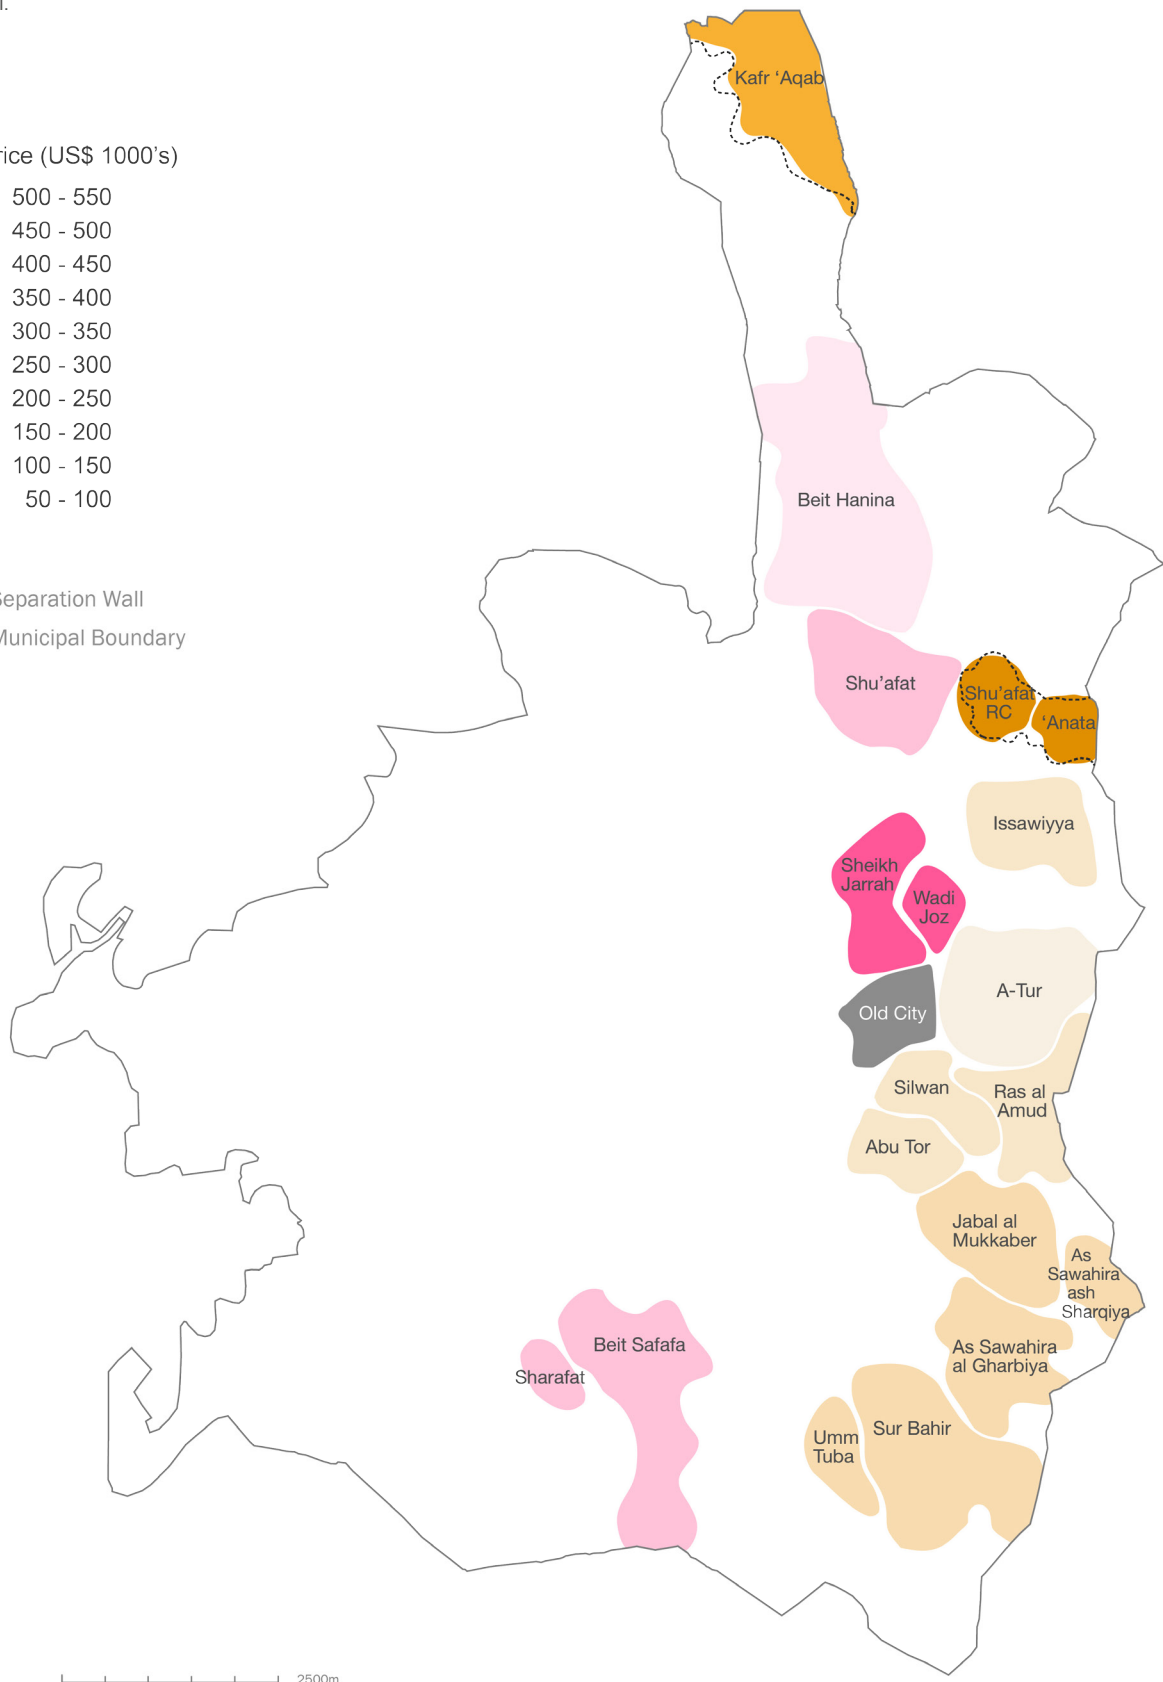 rice (US$ 1000's)
500 - 550
450 - 500
400 - 450
350 - 400
300 - 350
250 - 300
200 - 250
150 - 200
100 - 150
50 - 100
Separation Wall
Municipal Boundary
Kafr ‘Aqab
Beit Hanina
Shu’afat
Shu’afat
RC
‘Anata
Issawiyya
Sheikh
Jarrah
Wadi
Joz
A-Tur
Old City
Silwan
Ras al
Amud
Abu Tor
Jabal al
Mukkaber
As
Sawahira
ash
Sharqiya
Beit Safafa
Sharafat
As Sawahira
al Gharbiya
Sur Bahir
Umm
Tuba
2500m